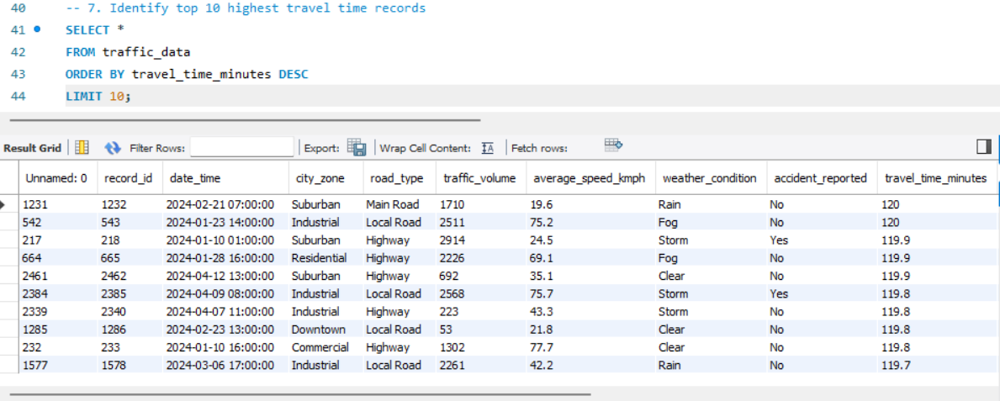 40 -- 7. Identify top 10 highest travel time records
41 SELECT *
42 FROM traffic_data
43 ORDER BY travel_time_minutes DESC
44 LIMIT 10;
Result Grid Filter Rows: Export: Wrap Cell Content: IA Fetch rows:
Unnamed: 0 record_id date_time city_zone road_type traffic_volume average_speed_kmph weather_condition accident_reported travel_time_minutes
1231 1232 2024-02-21 07:00:00 Suburban Main Road 1710 19.6 Rain No 120
542 543 2024-01-23 14:00:00 Industrial Local Road 2511 75.2 Fog No 120
217 218 2024-01-10 01:00:00 Suburban Highway 2914 24.5 Storm Yes 119.9
664 665 2024-01-28 16:00:00 Residential Highway 2226 69.1 Fog No 119.9
2461 2462 2024-04-12 13:00:00 Suburban Highway 692 35.1 Clear No 119.9
2384 2385 2024-04-09 08:00:00 Industrial Local Road 2568 75.7 Storm Yes 119.8
2339 2340 2024-04-07 11:00:00 Industrial Highway 223 43.3 Storm No 119.8
1285 1286 2024-02-23 13:00:00 Downtown Local Road 53 21.8 Clear No 119.8
232 233 2024-01-10 16:00:00 Commercial Highway 1302 77.7 Clear No 119.8
1577 1578 2024-03-06 17:00:00 Industrial Local Road 2261 42.2 Rain No 119.7